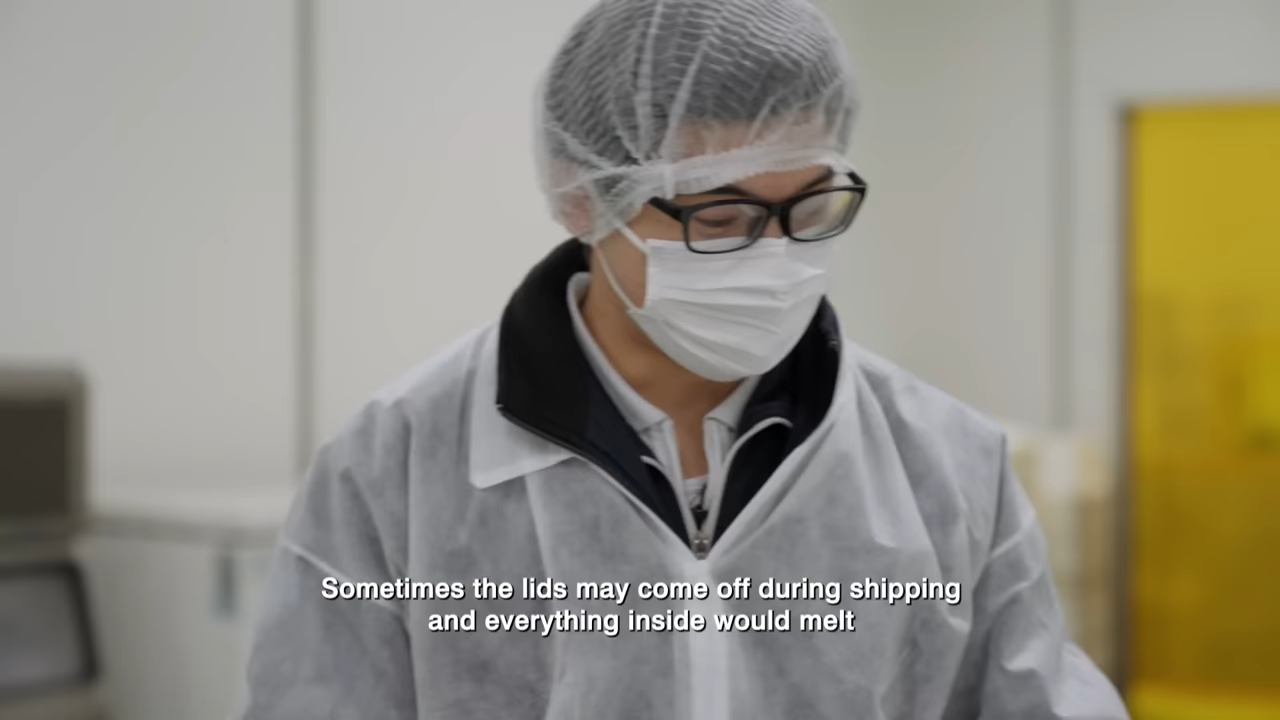 Sometimes the lids may come off during shipping
and everything inside would melt